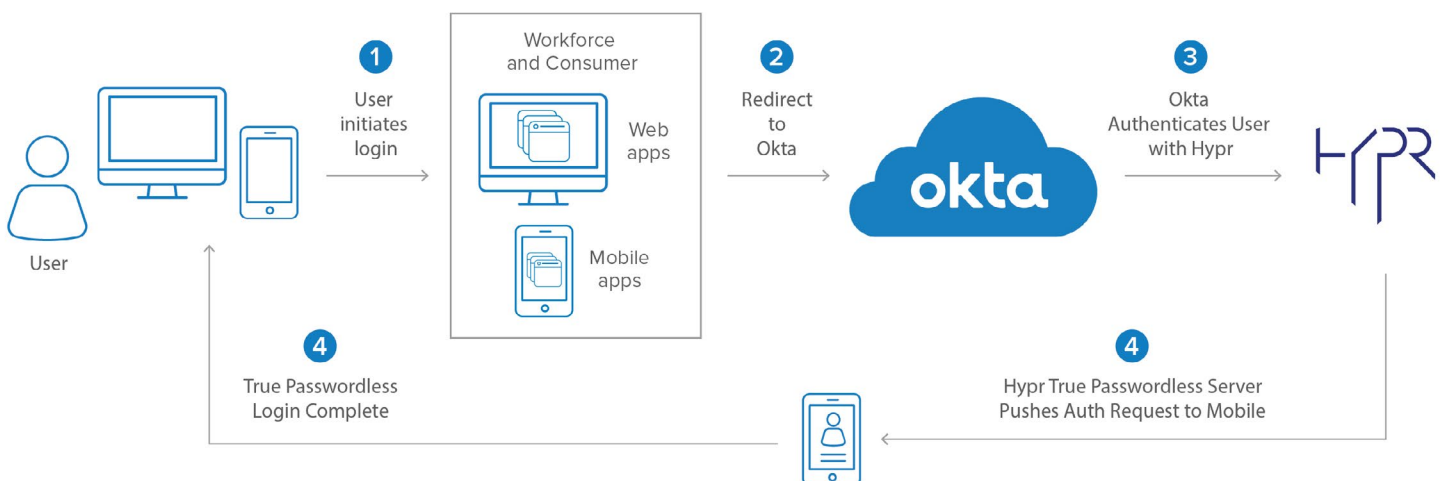 1
User
initiates
login
User
Workforce
and Consumer
Web
apps
Mobile
apps
2
Redirect
to
Okta
okta
3
Okta
Authenticates User
with Hypr
HYPR
4
Hypr True Passwordless Server
Pushes Auth Request to Mobile
4
True Passwordless
Login Complete